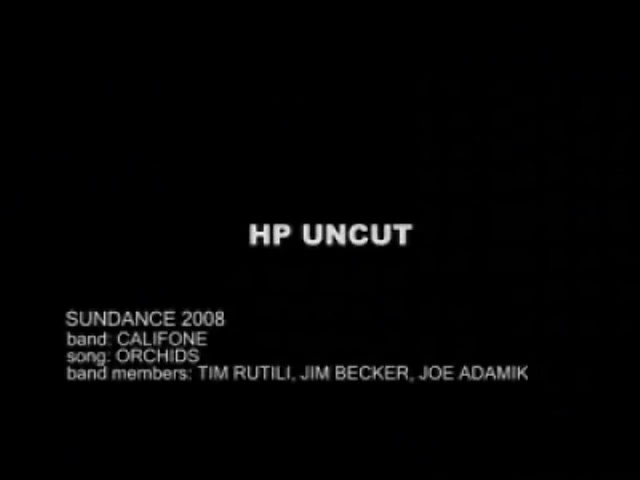 HP UNCUT
SUNDANCE 2008
band: CALIFONE
song: ORCHIDS
band members: TIM RUTILI, JIM BECKER, JOE ADAMIK